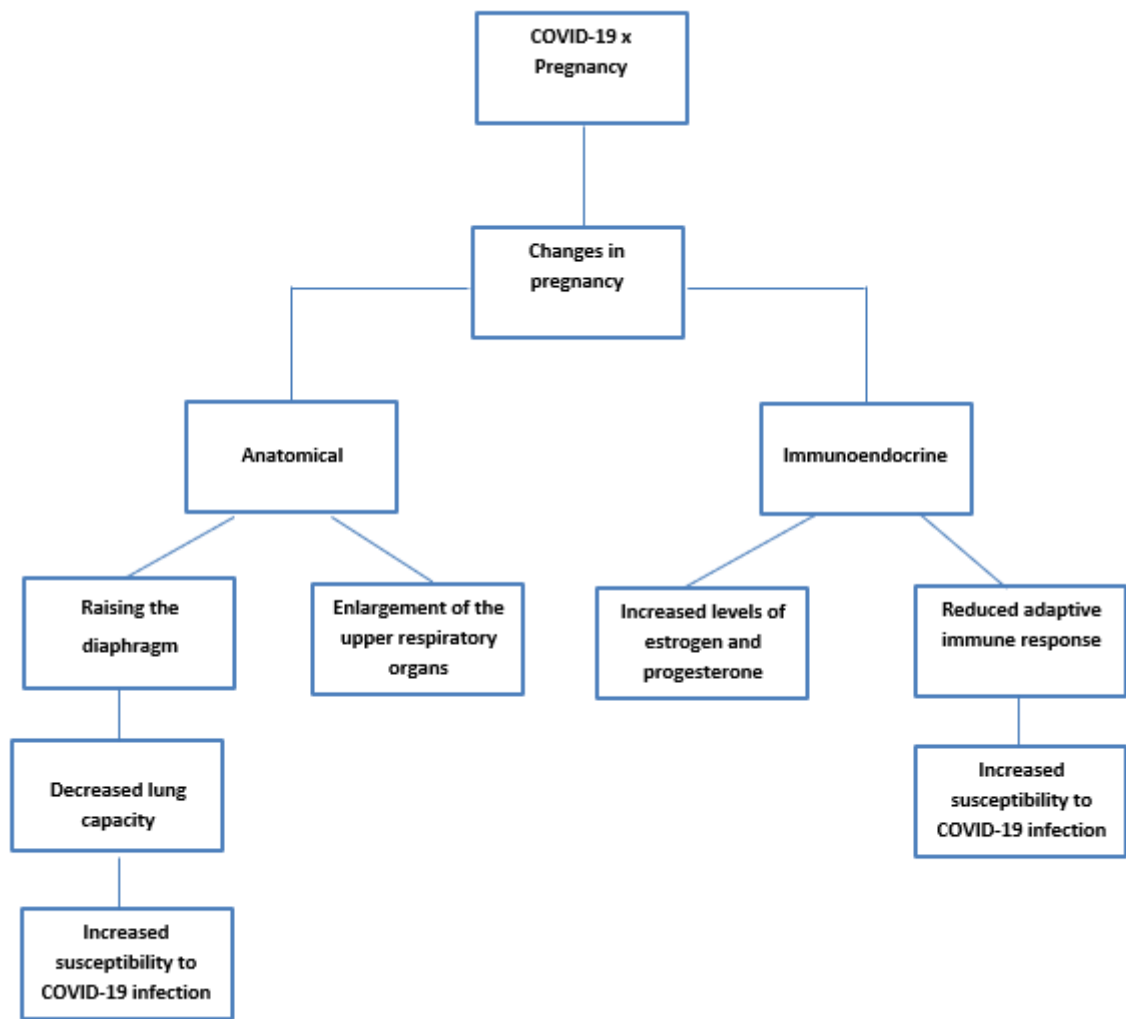 COVID-19 x
Pregnancy
Changes in
pregnancy
Anatomical
Immunoendocrine
Raising the
diaphragm
Enlargement of the
upper respiratory
organs
Increased levels of
estrogen and
progesterone
Reduced adaptive
immune response
Decreased lung
capacity
Increased
susceptibility to
COVID-19 infection
Increased
susceptibility to
COVID-19 infection